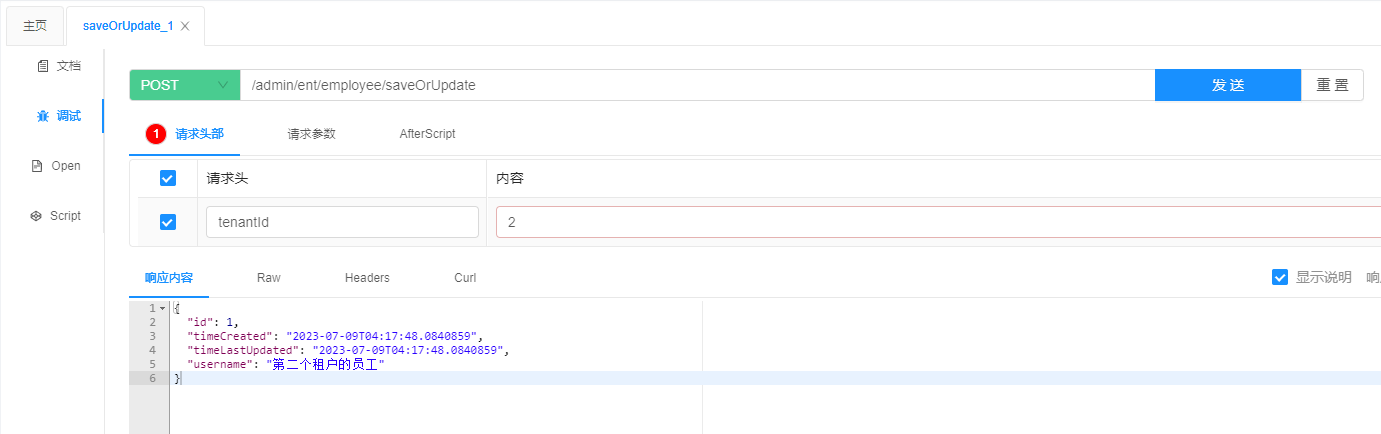 主页
saveOrUpdate_1
文档
调试
Open
Script
POST
/admin/ent/employee/saveOrUpdate
发 送
重 置
1 请求头部 请求参数 AfterScript
请求头 内容
tenantId 2
响应内容 Raw Headers Curl
显示说明
1 {
2 "id": 1,
3 "timeCreated": "2023-07-09T04:17:48.0840859",
4 "timeLastUpdated": "2023-07-09T04:17:48.0840859",
5 "username": "第二个租户的员工"
6 }